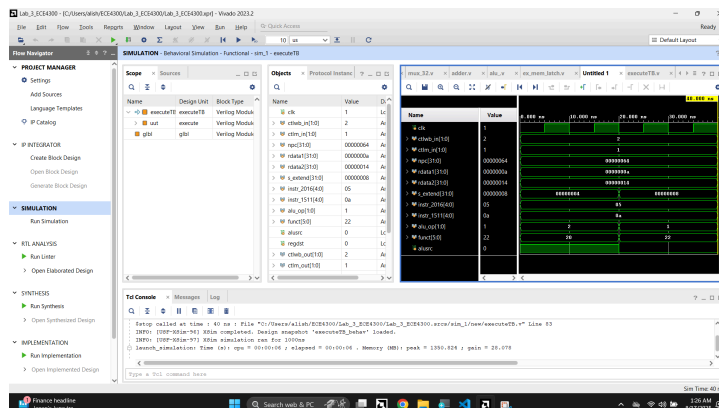 Lab_3_ECE4300 - [C:/Users/alish/ECE4300/Lab_3_ECE4300/Lab_3_ECE4300.xpr] - Vivado 2023.2
File Edit Flow Tools Reports Window Layout View Run Help Quick Access
10 us Default Layout
Flow Navigator
SIMULATION - Behavioral Simulation - Functional - sim_1 - executeTB
PROJECT MANAGER
Settings
Add Sources
Language Templates
IP Catalog
IP INTEGRATOR
Create Block Design
Open Block Design
Generate Block Design
SIMULATION
Run Simulation
RTL ANALYSIS
Run Linter
Open Elaborated Design
SYNTHESIS
Run Synthesis
Open Synthesized Design
IMPLEMENTATION
Run Implementation
Open Implemented Design
Scope Sources
Name Design Unit Block Type
executeTB executeTB Verilog Module
uut execute Verilog Module
glbl glbl Verilog Module
Objects Protocol Instanc
Name Value
clk 1
ctlwb_in[1:0] 2
ctlm_in[1:0] 1
npc[31:0] 00000064
rdata1[31:0] 0000000a
rdata2[31:0] 00000014
s_extend[31:0] 00000008
instr_2016[4:0] 05
instr_1511[4:0] 0a
alu_op[1:0] 1
funct[5:0] 22
alusrc 0
regdst 0
ctlwb_out[1:0] 2
ctlm_out[1:0] 1
mux_32.v adder.v alu_.v ex_mem_latch.v Untitled 1 executeTB.v
40.000 ns
Name Value 0.000 ns 10.000 ns 20.000 ns 30.000 ns
clk 1
ctlwb_in[1:0] 2 2
ctlm_in[1:0] 1 1
npc[31:0] 00000064 00000064
rdata1[31:0] 0000000a 0000000a
rdata2[31:0] 00000014 00000014
s_extend[31:0] 00000008 00000004 00000008
instr_2016[4:0] 05 05
instr_1511[4:0] 0a 0a
alu_op[1:0] 1 2 1
funct[5:0] 22 20 22
alusrc 0
Tcl Console Messages Log
$stop called at time : 40 ns : File "C:/Users/alish/ECE4300/Lab_3_ECE4300/Lab_3_ECE4300.srcs/sim_1/new/executeTB.v" Line 83
INFO: [USF-XSim-96] XSim completed. Design snapshot 'executeTB_behav' loaded.
INFO: [USF-XSim-97] XSim simulation ran for 1000ns
launch_simulation: Time (s): cpu = 00:00:06 ; elapsed = 00:00:06 . Memory (MB): peak = 1350.824 ; gain = 28.074
Type a Tcl command here
Sim Time: 40
Finance headline
Search web & PC
1:26 AM